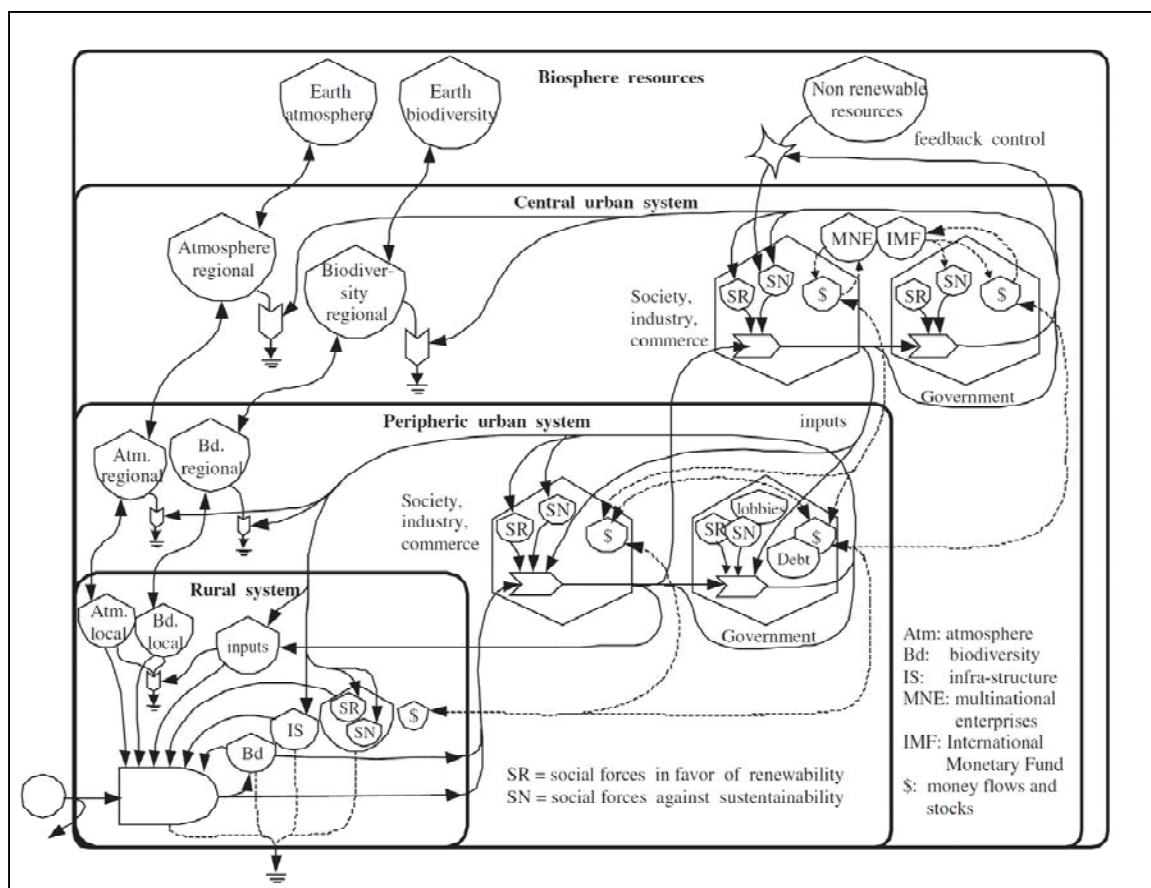 Biosphere resources
Earth
atmosphere
Earth
biodiversity
Non renewable
resources
feedback control
Central urban system
Atmosphere
regional
Biodiver-
sity
regional
MNE
IMF
Society,
industry,
commerce
SR
SN
$
SR
SN
$
Government
Peripheric urban system
inputs
Atm.
regional
Bd.
regional
Society,
industry,
commerce
SR
SN
$
lobbies
SR
SN
$
Debt
Government
Rural system
Atm.
local
Bd.
local
inputs
SR
SN
$
IS
Bd
SR = social forces in favor of renewability
SN = social forces against sustentainability
Atm: atmosphere
Bd: biodiversity
IS: infra-structure
MNE: multinational
enterprises
IMF: International
Monetary Fund
$: money flows and
stocks